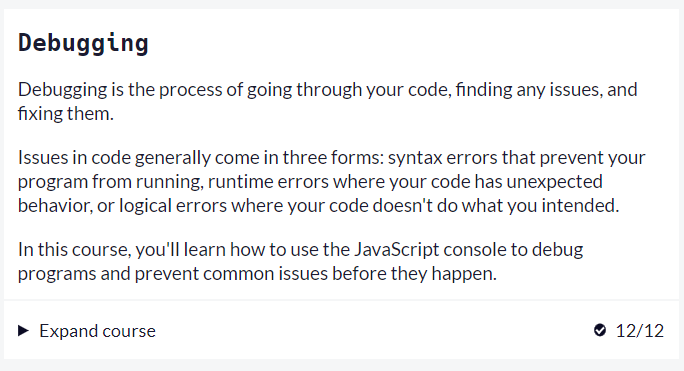 Debugging
Debugging is the process of going through your code, finding any issues, and
fixing them.
Issues in code generally come in three forms: syntax errors that prevent your
program from running, runtime errors where your code has unexpected
behavior, or logical errors where your code doesn't do what you intended.
In this course, you'll learn how to use the JavaScript console to debug
programs and prevent common issues before they happen.
Expand course
12/12